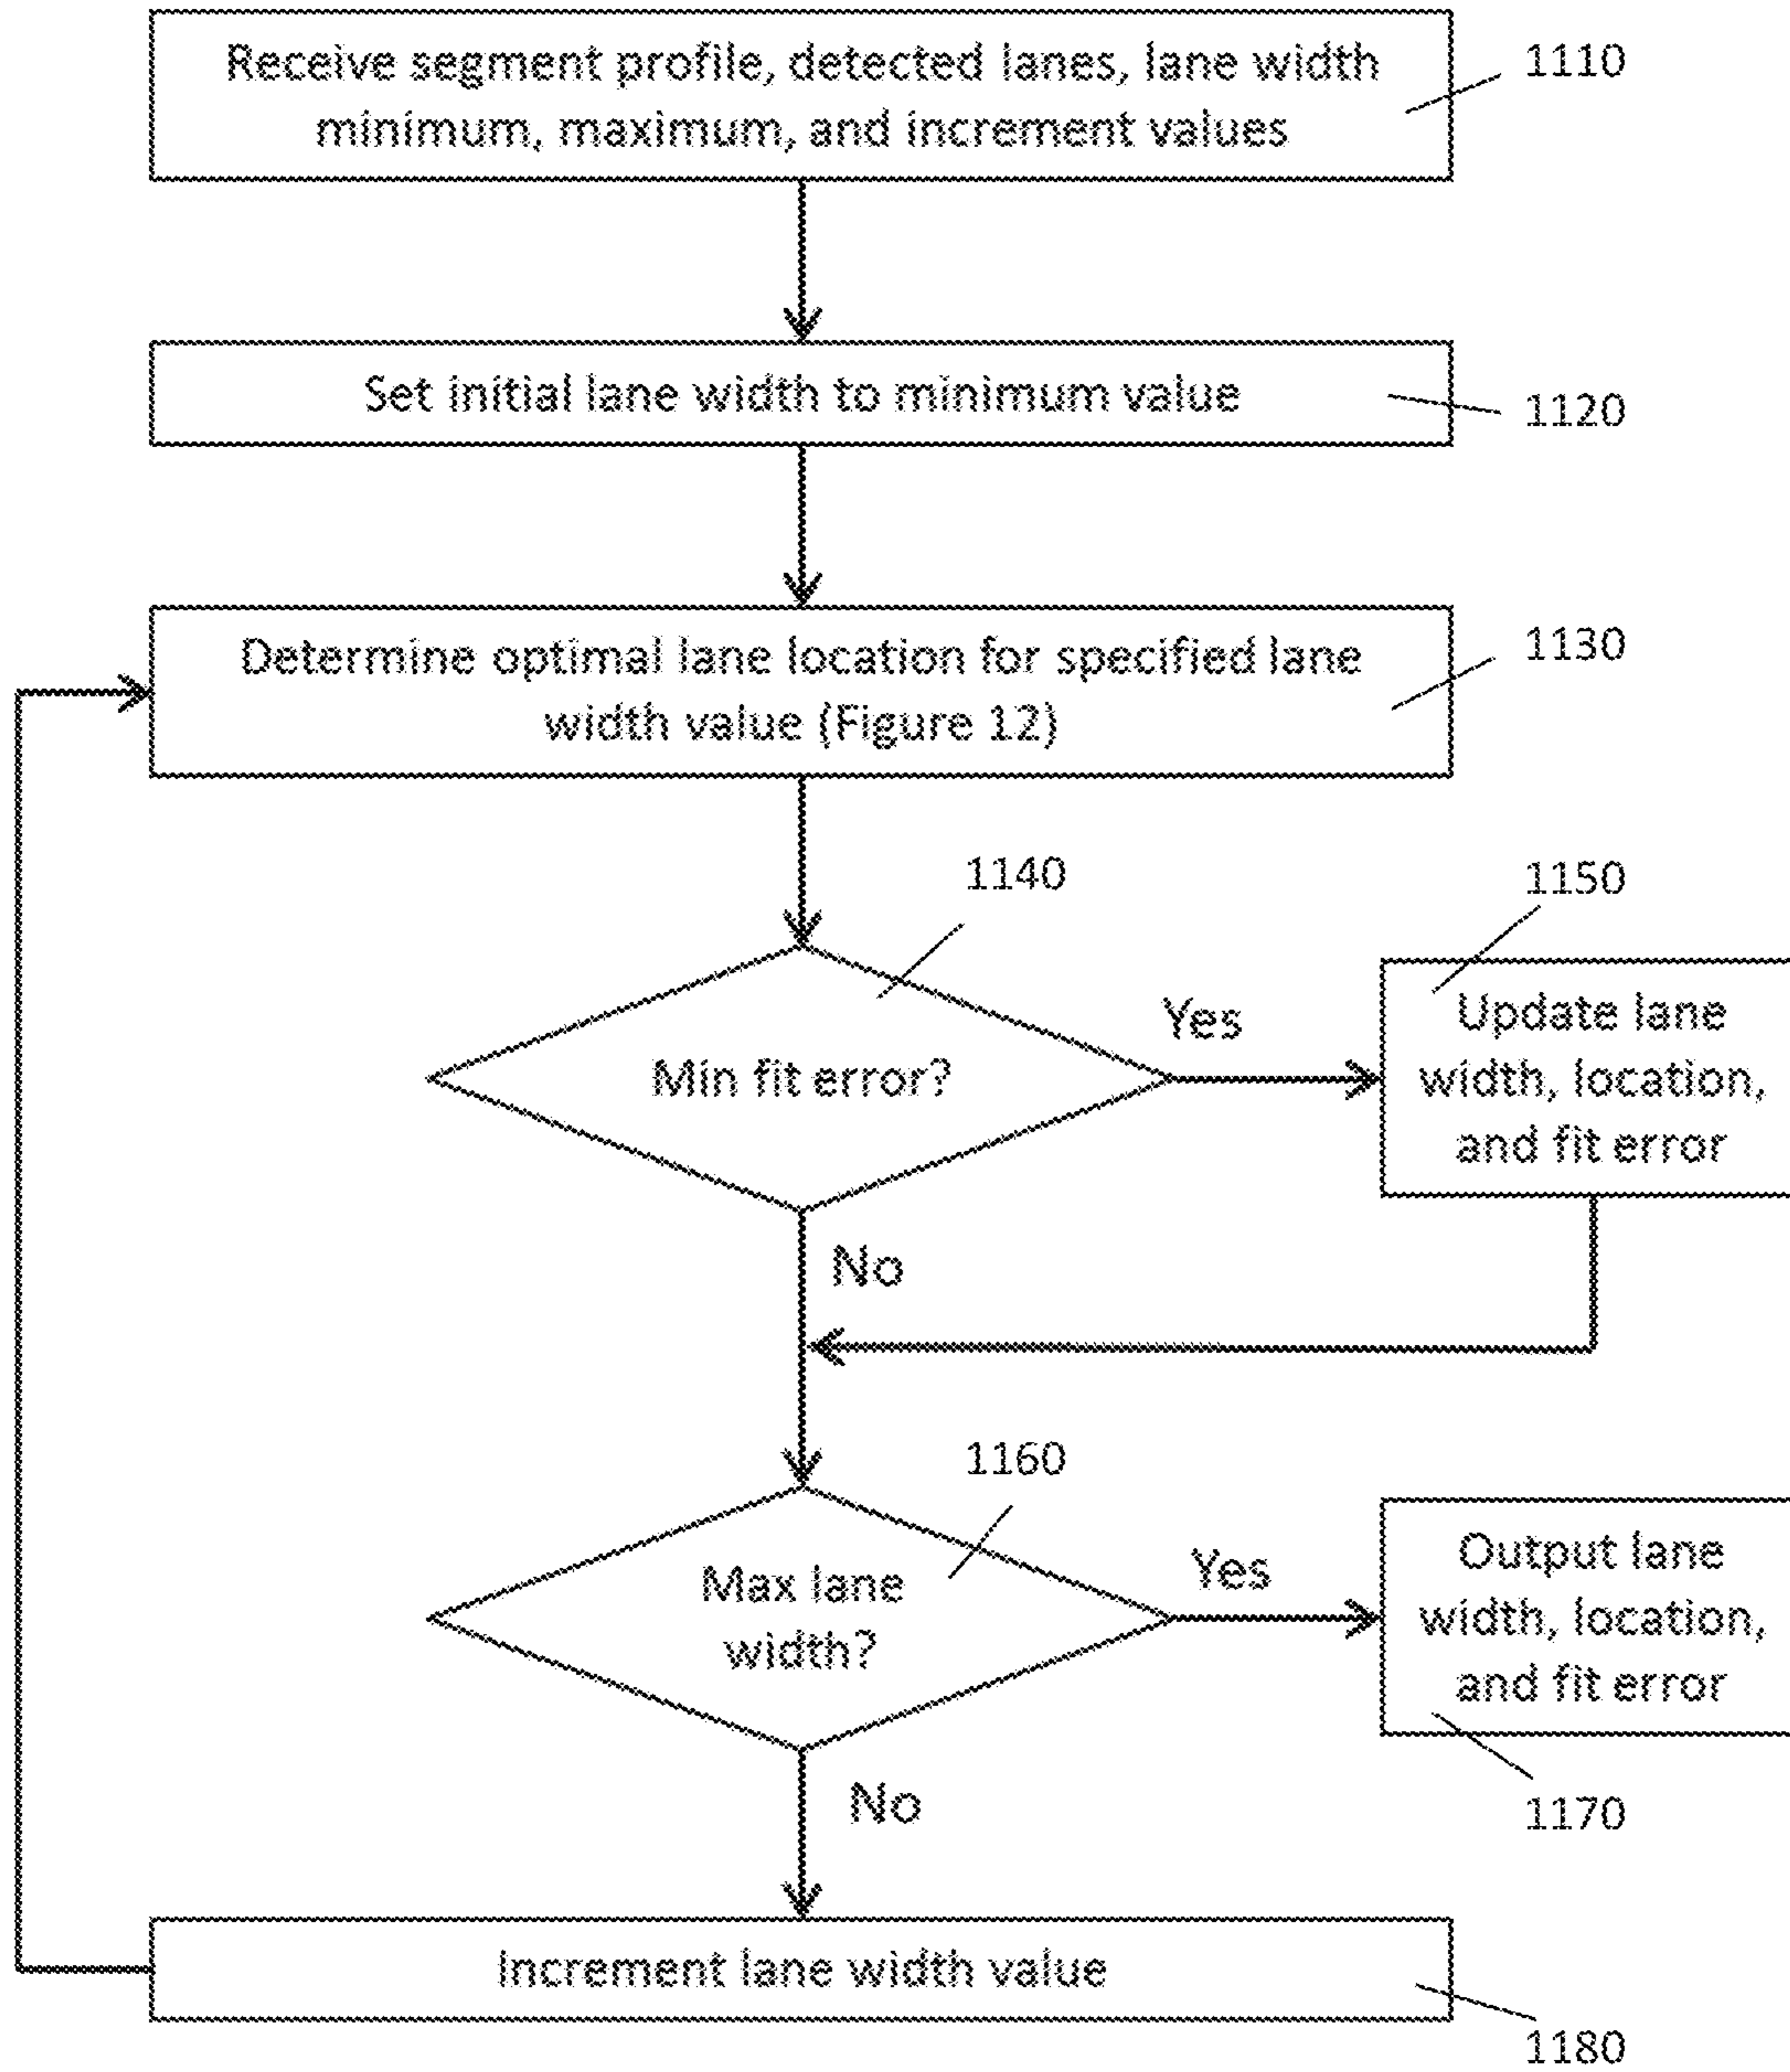 Receive segment profile, detected lanes, lane width
minimum, maximum, and increment values
1110
Set initial lane width to minimum value
1120
Determine optimal lane location for specified lane
width value (Figure 12)
1130
1140
Min fit error?
Yes
1150
Update lane
width, location,
and fit error
No
1160
Max lane
width?
Yes
Output lane
width, location,
and fit error
1170
No
Increment lane width value
1180